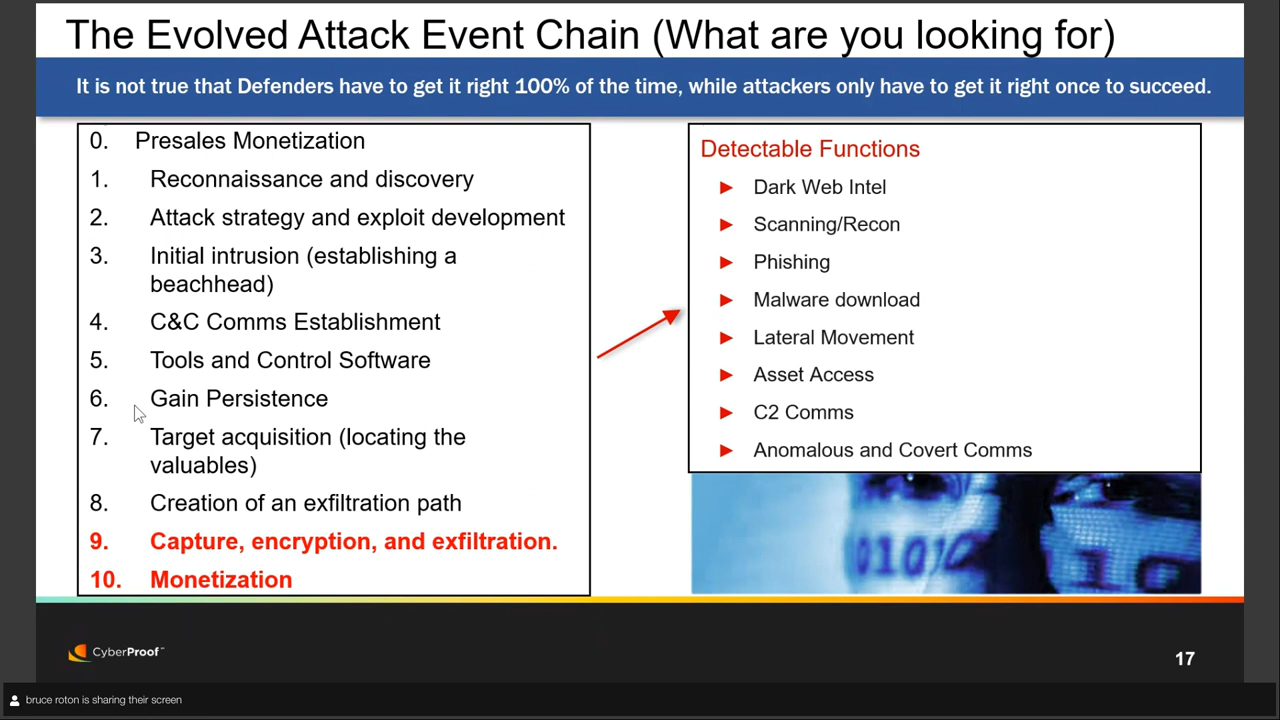 The Evolved Attack Event Chain (What are you looking for)
It is not true that Defenders have to get it right 100% of the time, while attackers only have to get it right once to succeed.
0. Presales Monetization
1. Reconnaissance and discovery
2. Attack strategy and exploit development
3. Initial intrusion (establishing a
beachhead)
4. C&C Comms Establishment
5. Tools and Control Software
6. Gain Persistence
7. Target acquisition (locating the
valuables)
8. Creation of an exfiltration path
9. Capture, encryption, and exfiltration.
10. Monetization
Detectable Functions
Dark Web Intel
Scanning/Recon
Phishing
Malware download
Lateral Movement
Asset Access
C2 Comms
Anomalous and Covert Comms
0101
10
CyberProof™
17
bruce roton is sharing their screen